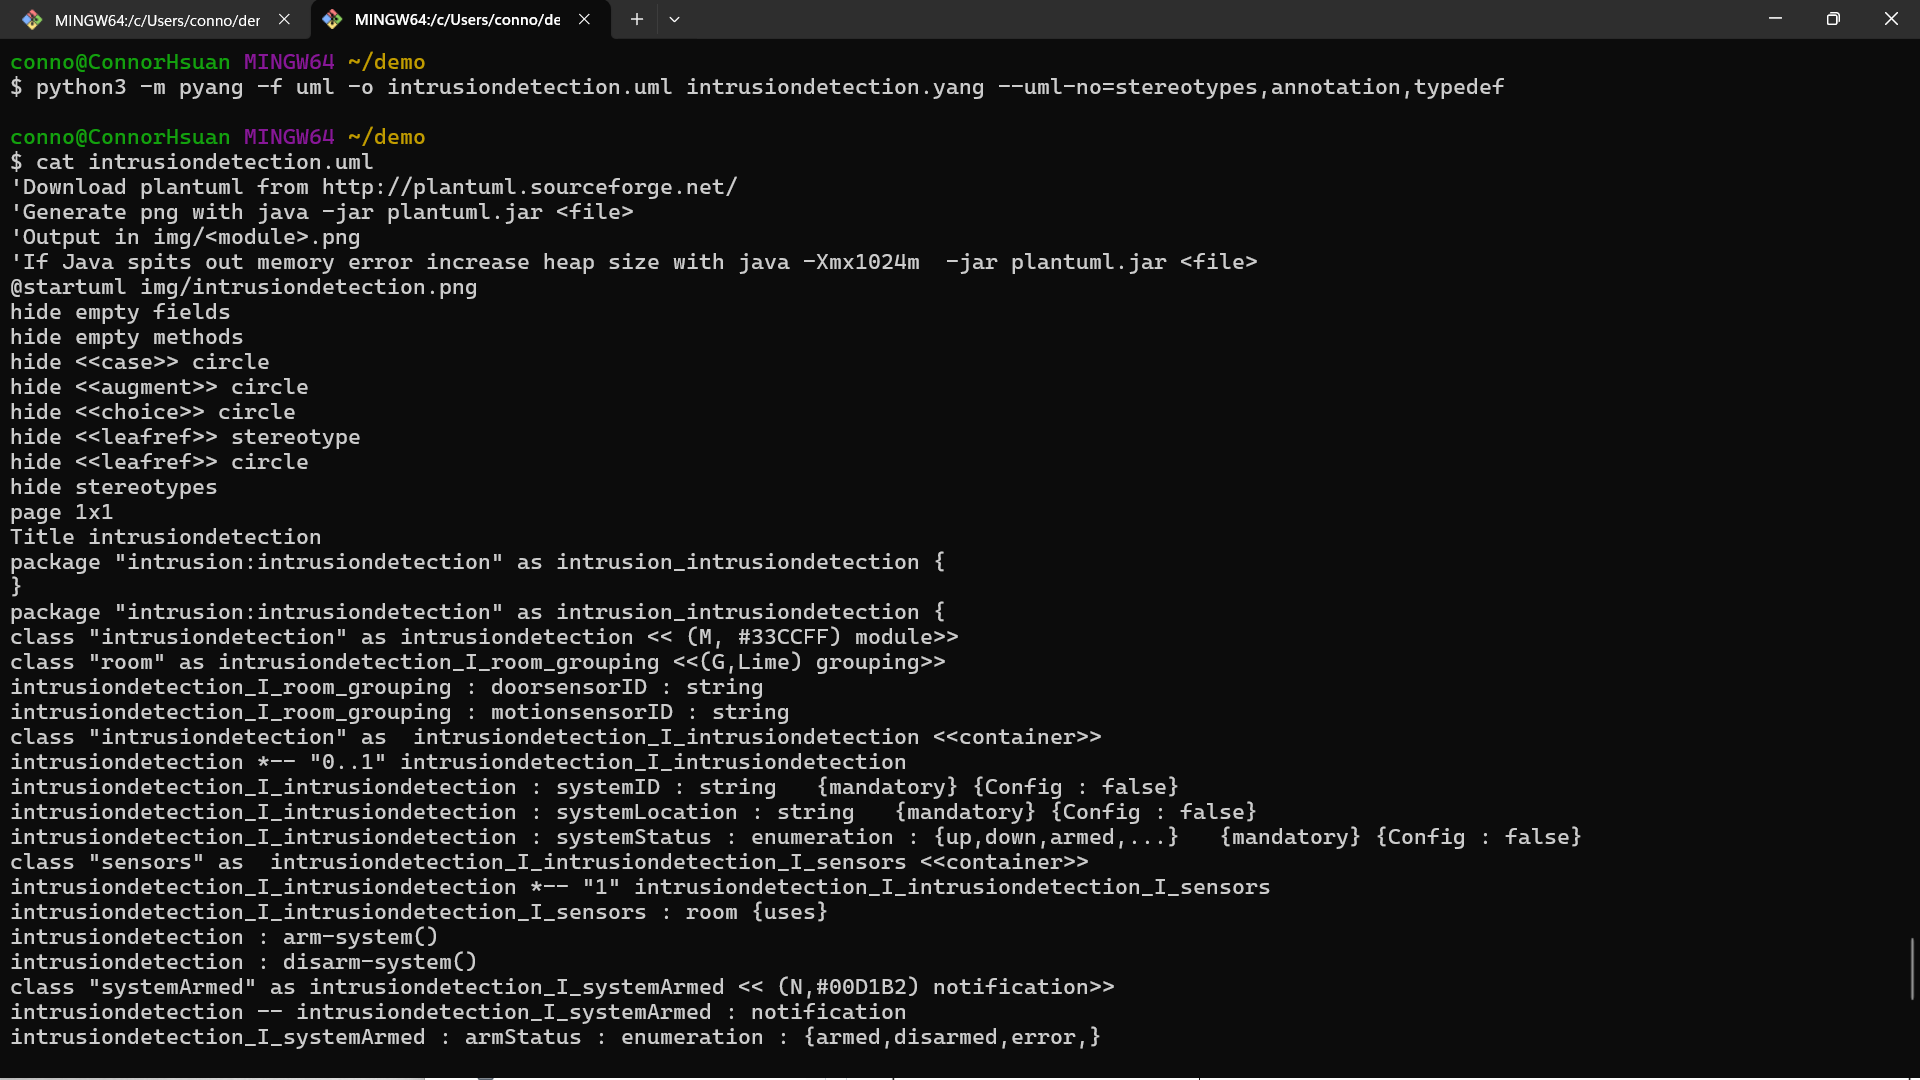 MINGW64:/c/Users/conno/der
MINGW64:/c/Users/conno/de
conno@ConnorHsuan MINGW64 ~/demo
$ python3 -m pyang -f uml -o intrusiondetection.uml intrusiondetection.yang --uml-no=stereotypes,annotation,typedef
conno@ConnorHsuan MINGW64 ~/demo
$ cat intrusiondetection.uml
'Download plantuml from http://plantuml.sourceforge.net/
'Generate png with java -jar plantuml.jar <file>
'Output in img/<module>.png
'If Java spits out memory error increase heap size with java -Xmx1024m  -jar plantuml.jar <file>
@startuml img/intrusiondetection.png
hide empty fields
hide empty methods
hide <<case>> circle
hide <<augment>> circle
hide <<choice>> circle
hide <<leafref>> stereotype
hide <<leafref>> circle
hide stereotypes
page 1x1
Title intrusiondetection
package "intrusion:intrusiondetection" as intrusion_intrusiondetection {
}
package "intrusion:intrusiondetection" as intrusion_intrusiondetection {
class "intrusiondetection" as intrusiondetection << (M, #33CCFF) module>>
class "room" as intrusiondetection_I_room_grouping <<(G,Lime) grouping>>
intrusiondetection_I_room_grouping : doorsensorID : string
intrusiondetection_I_room_grouping : motionsensorID : string
class "intrusiondetection" as  intrusiondetection_I_intrusiondetection <<container>>
intrusiondetection *-- "0..1" intrusiondetection_I_intrusiondetection
intrusiondetection_I_intrusiondetection : systemID : string   {mandatory} {Config : false}
intrusiondetection_I_intrusiondetection : systemLocation : string   {mandatory} {Config : false}
intrusiondetection_I_intrusiondetection : systemStatus : enumeration : {up,down,armed,...}   {mandatory} {Config : false}
class "sensors" as  intrusiondetection_I_intrusiondetection_I_sensors <<container>>
intrusiondetection_I_intrusiondetection *-- "1" intrusiondetection_I_intrusiondetection_I_sensors
intrusiondetection_I_intrusiondetection_I_sensors : room {uses}
intrusiondetection : arm-system()
intrusiondetection : disarm-system()
class "systemArmed" as intrusiondetection_I_systemArmed << (N,#00D1B2) notification>>
intrusiondetection -- intrusiondetection_I_systemArmed : notification
intrusiondetection_I_systemArmed : armStatus : enumeration : {armed,disarmed,error,}